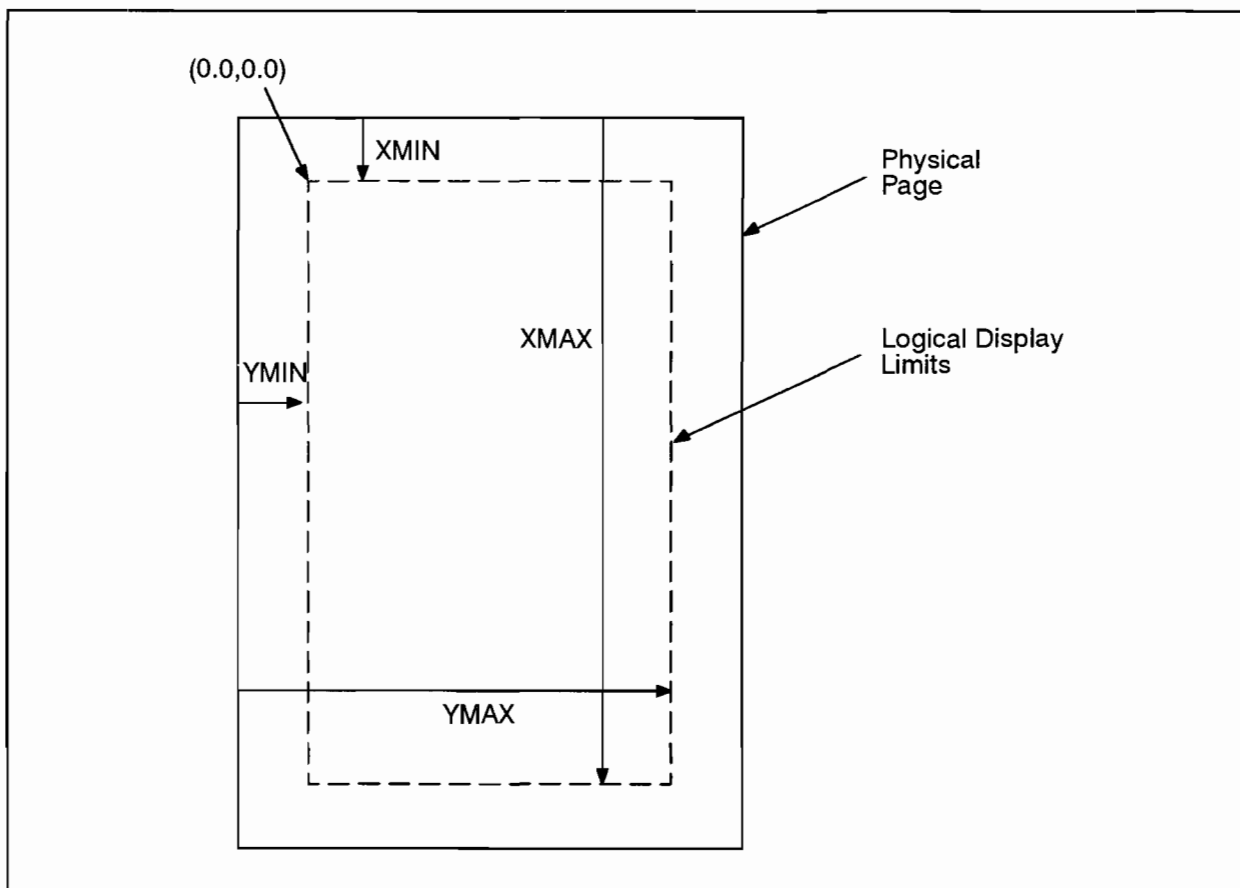 (0.0,0.0)
XMIN
Physical
Page
XMAX
Logical Display
Limits
YMIN
YMAX